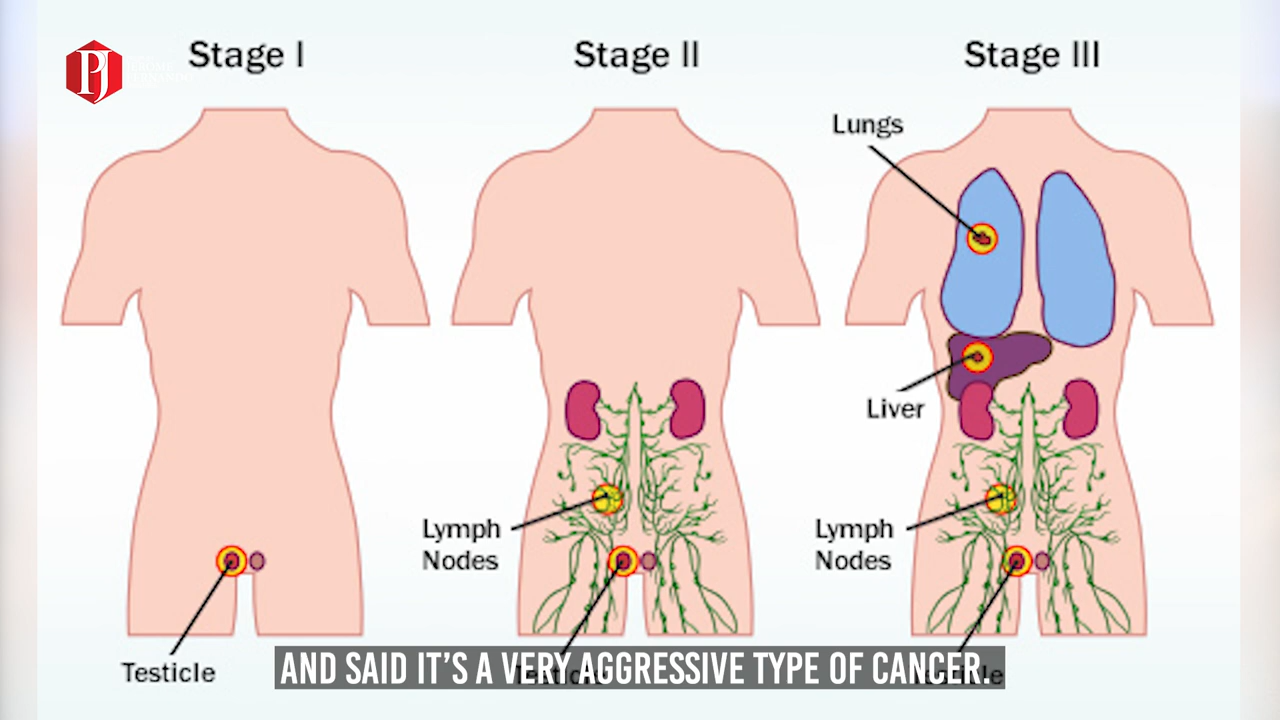 Stage I
Stage II
Stage III
PJ
Lungs
Liver
Lymph
Nodes
Lymph
Nodes
Testicle
AND SAID IT'S A VERY AGGRESSIVE TYPE OF CANCER.